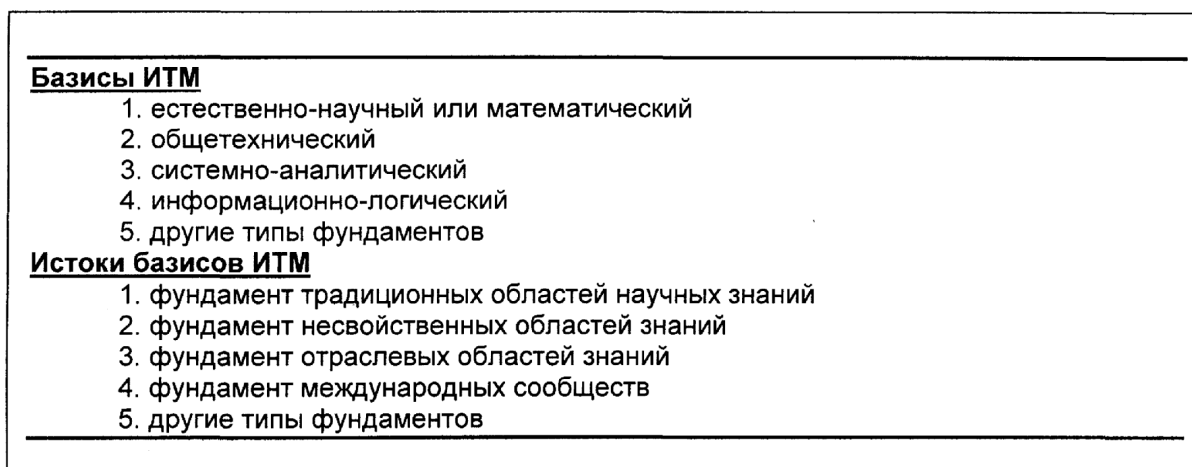 Базисы ИТМ
1. естественно-научный или математический
2. общетехнический
3. системно-аналитический
4. информационно-логический
5. другие типы фундаментов
Истоки базисов ИТМ
1. фундамент традиционных областей научных знаний
2. фундамент несвойственных областей знаний
3. фундамент отраслевых областей знаний
4. фундамент международных сообществ
5. другие типы фундаментов